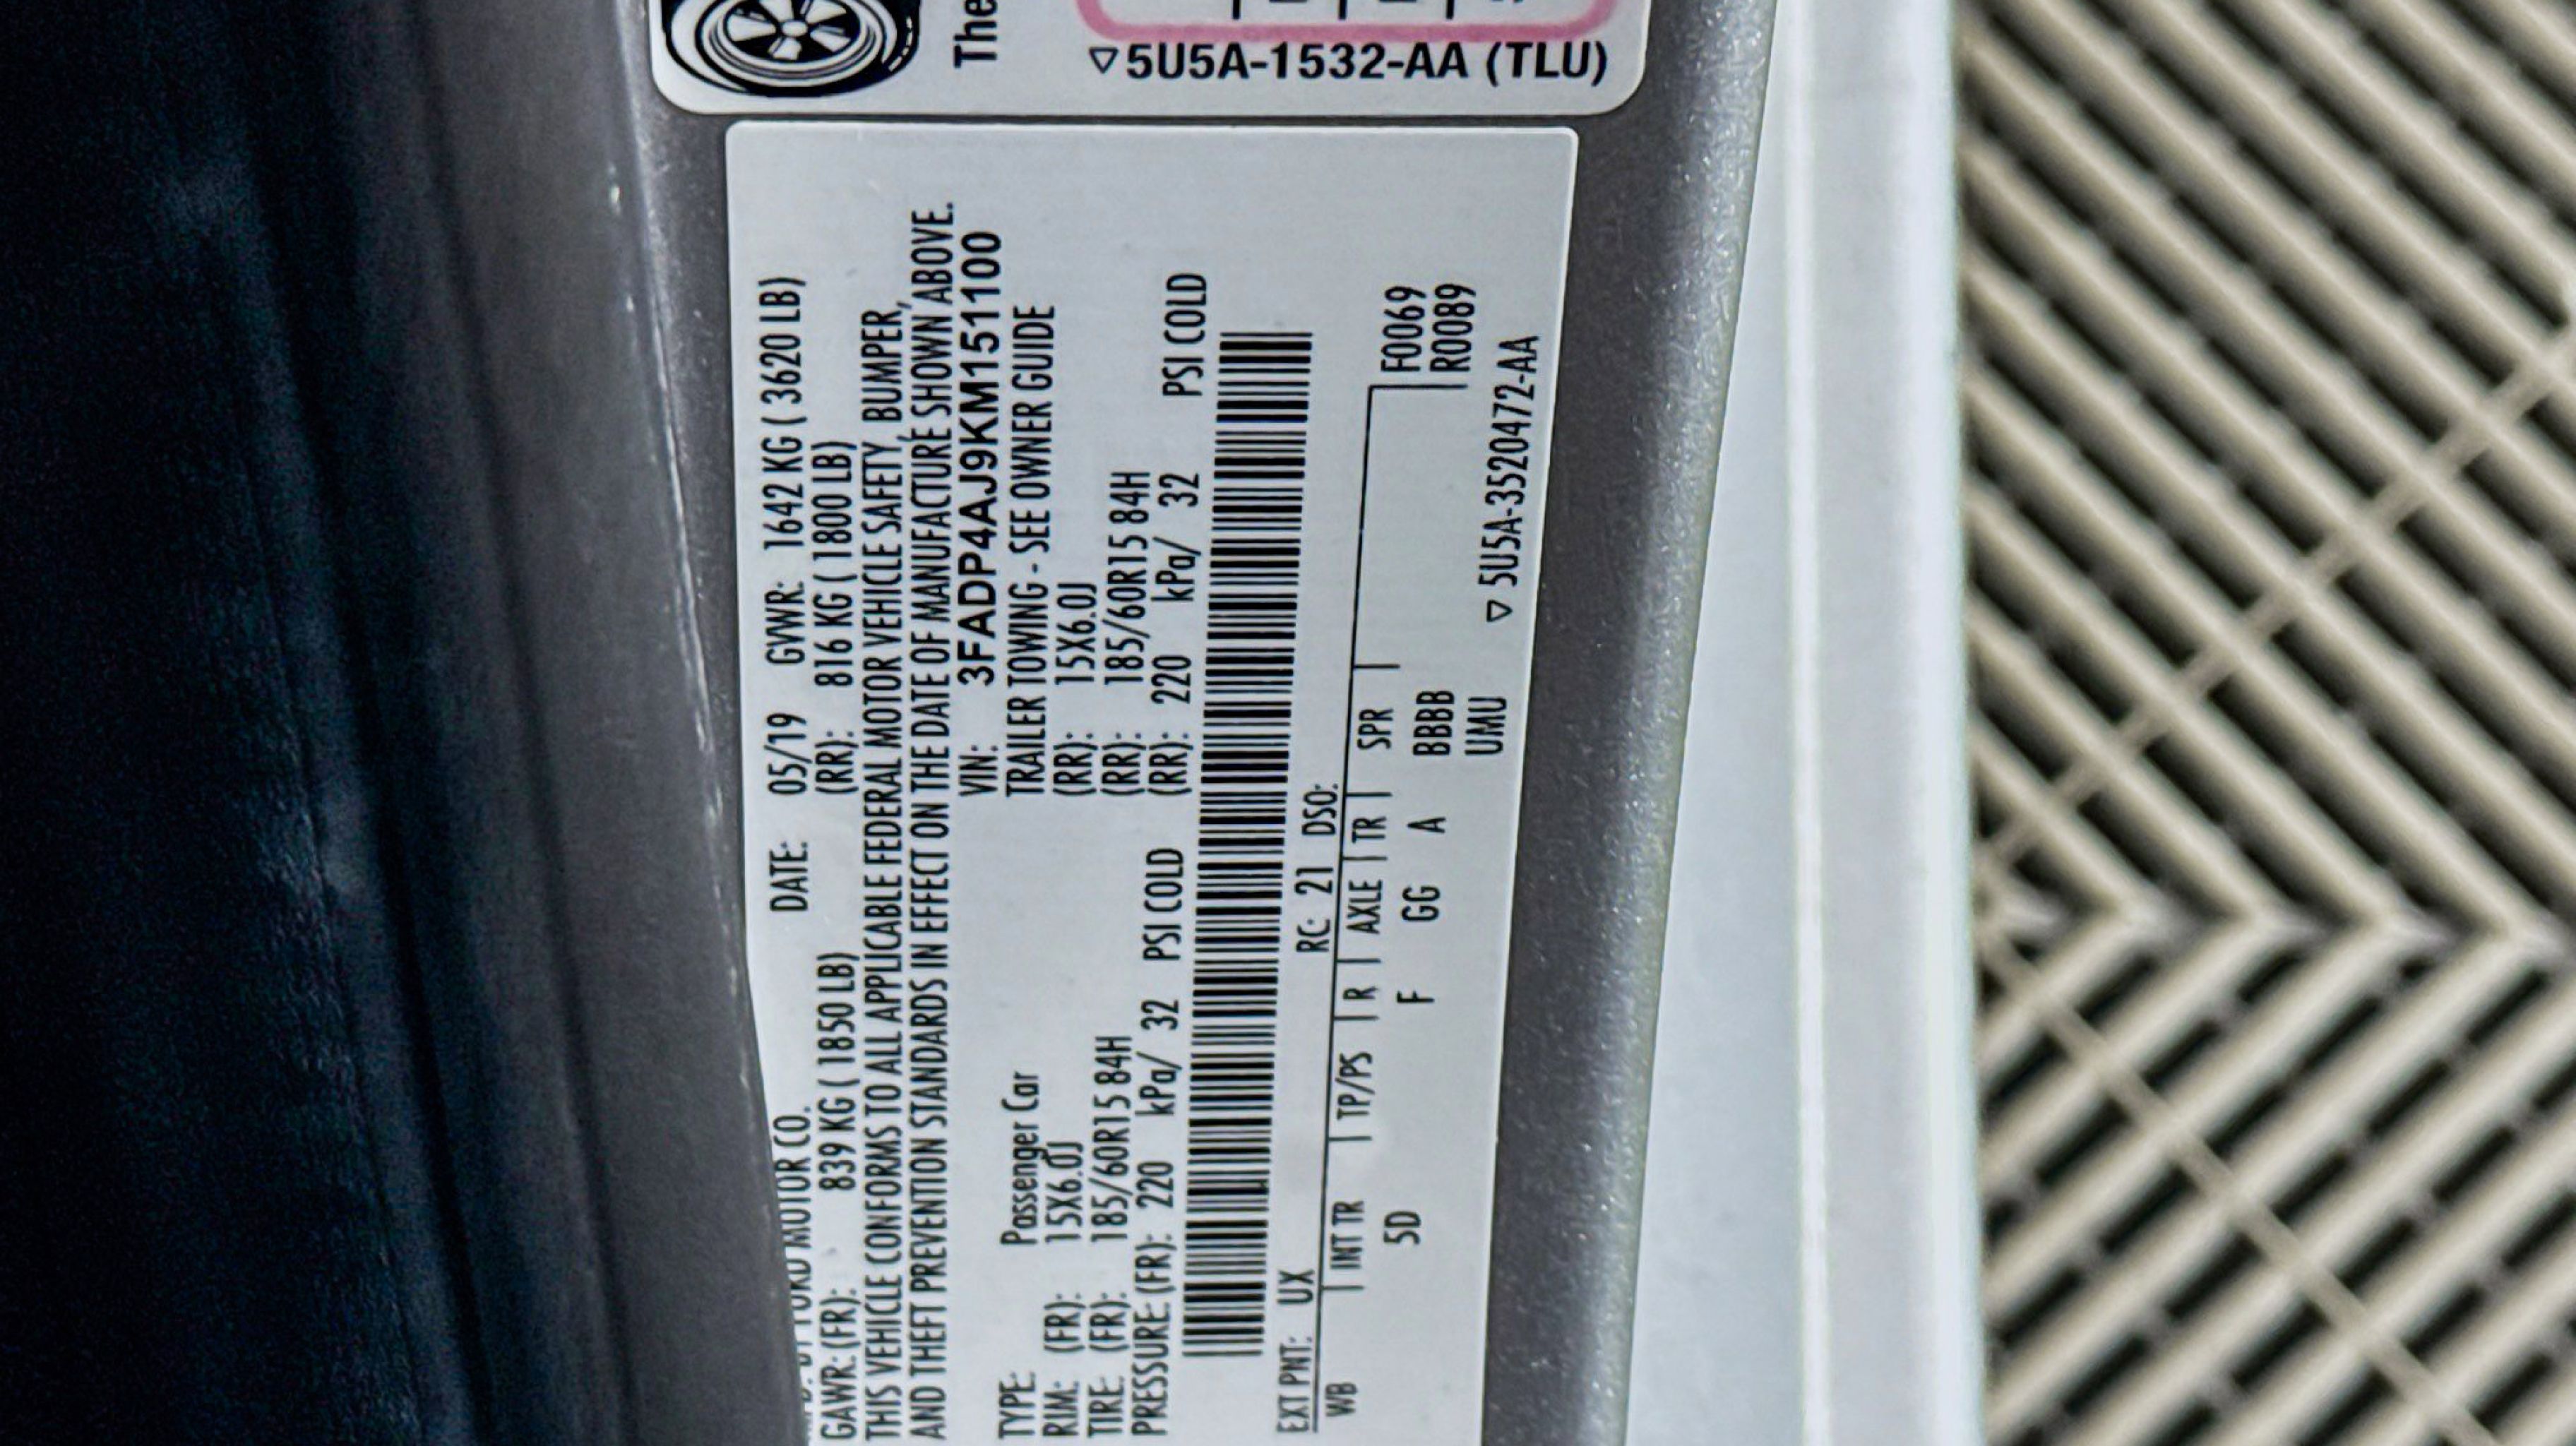 The
▽5U5A-1532-AA (TLU)
MOTOR CO. DATE: 05/19 GVWR: 1642 KG ( 3620 LB)
GAWR: (FR): 839 KG ( 1850 LB) (RR): 816 KG ( 1800 LB)
THIS VEHICLE CONFORMS TO ALL APPLICABLE FEDERAL MOTOR VEHICLE SAFETY, BUMPER,
AND THEFT PREVENTION STANDARDS IN EFFECT ON THE DATE OF MANUFACTURE SHOWN ABOVE.
VIN: 3FADP4AJ9KM151100
TYPE: Passenger Car TRAILER TOWING - SEE OWNER GUIDE
RIM: (FR): 15X6.0J (RR): 15X6.0J
TIRE: (FR): 185/60R15 84H (RR): 185/60R15 84H
PRESSURE: (FR): 220 kPa/ 32 PSI COLD (RR): 220 kPa/ 32 PSI COLD
EXT PNT: UX RC: 21 DSO:
WB | INT TR | TP/PS | R | AXLE | TR | SPR |
5D F GG A BBBB F0069
UMU R0089
▽ 5U5A-3520472-AA